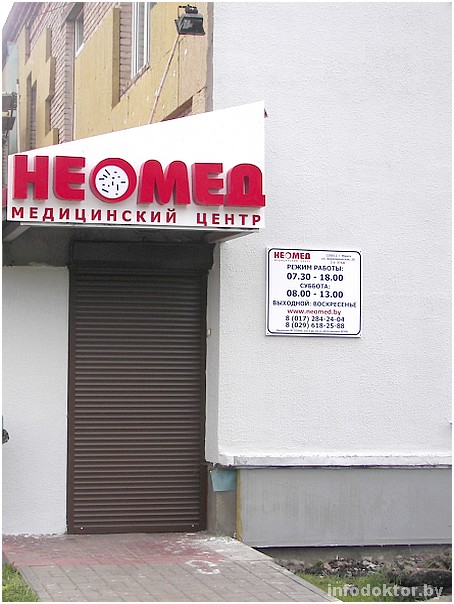 НЕОМЕД
МЕДИЦИНСКИЙ ЦЕНТР
НЕОМЕД
РЕЖИМ РАБОТЫ:
07.30 - 18.00
СУББОТА:
08.00 - 13.00
ВЫХОДНОЙ: ВОСКРЕСЕНЬЕ
www.neomed.by
8 (017) 284-24-04
8 (029) 618-25-88
infodoktor.by